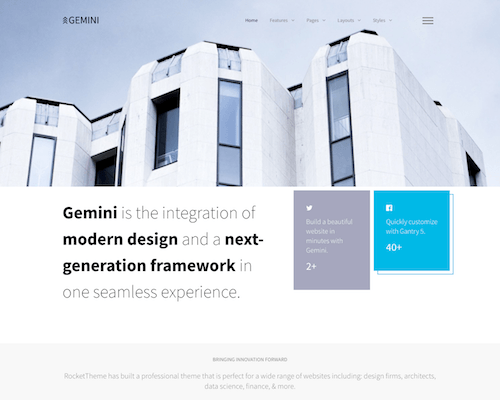 GEMINI
Home Features Pages Layouts Styles
Gemini is the integration of
modern design and a next-
generation framework in
one seamless experience.
Build a beautiful
website in
minutes with
Gemini.
2+
Quickly customize
with Gantry 5.
40+
BRINGING INNOVATION FORWARD
RocketTheme has built a professional theme that is perfect for a wide range of websites including: design firms, architects,
data science, finance, & more.